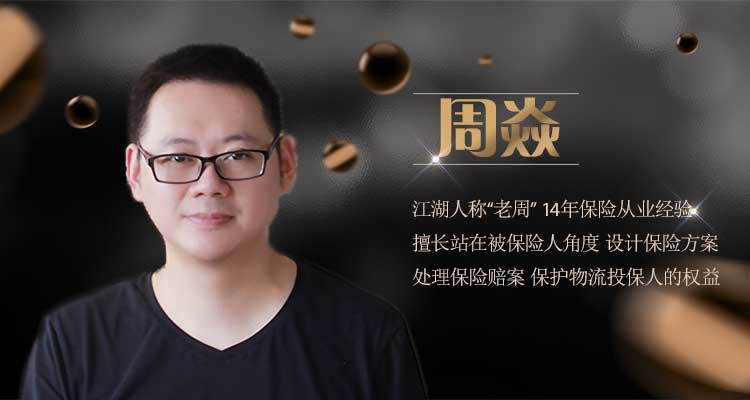 周焱
江湖人称“老周” 14年保险从业经验
擅长站在被保险人角度 设计保险方案
处理保险赔案 保护物流投保人的权益